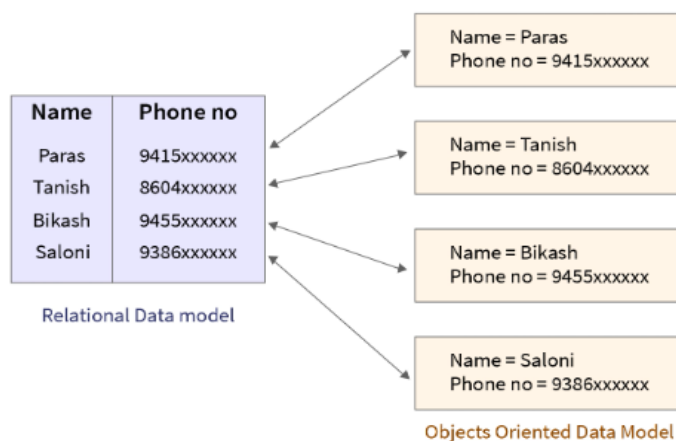 Name Phone no
Paras 9415xxxxxx
Tanish 8604xxxxxx
Bikash 9455xxxxxx
Saloni 9386xxxxxx
Relational Data model
Name = Paras
Phone no = 9415xxxxxx
Name = Tanish
Phone no = 8604xxxxxx
Name = Bikash
Phone no = 9455xxxxxx
Name = Saloni
Phone no = 9386xxxxxx
Objects Oriented Data Model